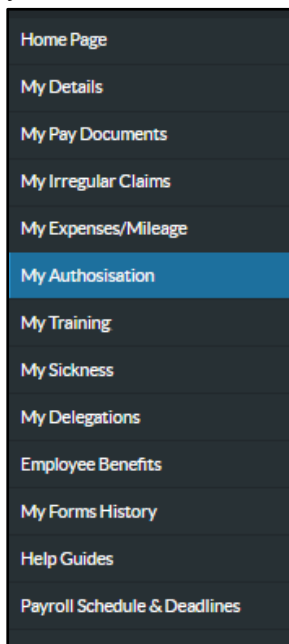 Home Page
My Details
My Pay Documents
My Irregular Claims
My Expenses/Mileage
My Authosisation
My Training
My Sickness
My Delegations
Employee Benefits
My Forms History
Help Guides
Payroll Schedule & Deadlines